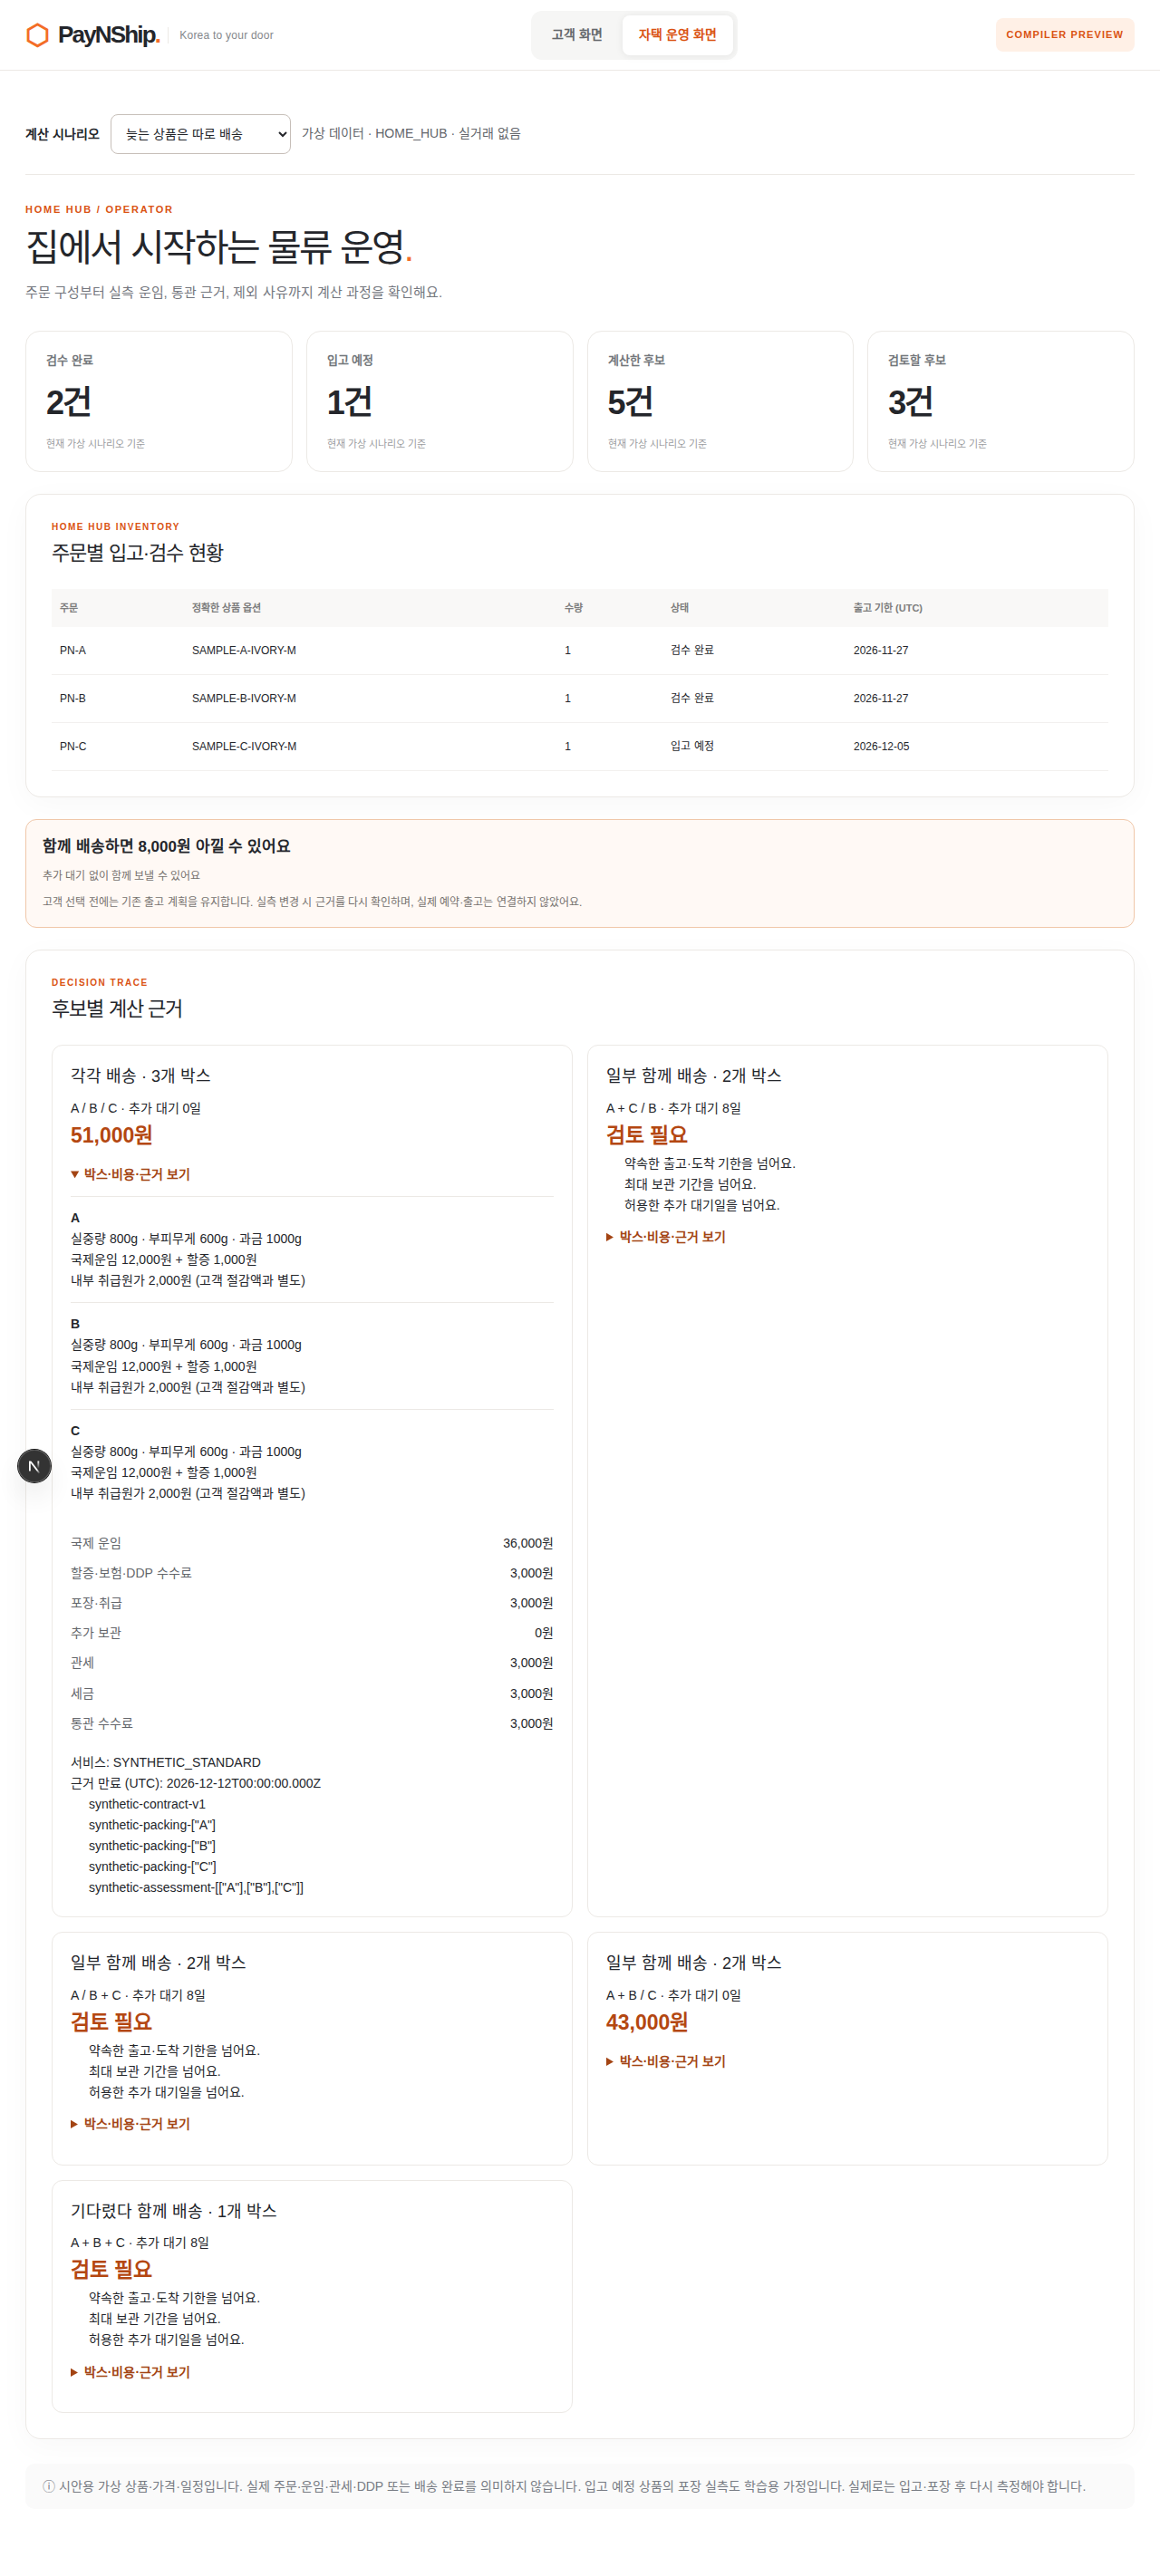 PayNShip.
Korea to your door
고객 화면
자택 운영 화면
COMPILER PREVIEW
계산 시나리오
늦는 상품은 따로 배송
가상 데이터 · HOME_HUB · 실거래 없음
HOME HUB / OPERATOR
집에서 시작하는 물류 운영.
주문 구성부터 실측 운임, 통관 근거, 제외 사유까지 계산 과정을 확인해요.
검수 완료
2건
현재 가상 시나리오 기준
입고 예정
1건
현재 가상 시나리오 기준
계산한 후보
5건
현재 가상 시나리오 기준
검토할 후보
3건
현재 가상 시나리오 기준
HOME HUB INVENTORY
주문별 입고·검수 현황
주문 정확한 상품 옵션 수량 상태 출고 기한 (UTC)
PN-A SAMPLE-A-IVORY-M 1 검수 완료 2026-11-27
PN-B SAMPLE-B-IVORY-M 1 검수 완료 2026-11-27
PN-C SAMPLE-C-IVORY-M 1 입고 예정 2026-12-05
함께 배송하면 8,000원 아낄 수 있어요
추가 대기 없이 함께 보낼 수 있어요
고객 선택 전에는 기존 출고 계획을 유지합니다. 실측 변경 시 근거를 다시 확인하며, 실제 예약·출고는 연결하지 않았어요.
DECISION TRACE
후보별 계산 근거
각각 배송 · 3개 박스
A / B / C · 추가 대기 0일
51,000원
▼ 박스·비용·근거 보기
A
실중량 800g · 부피무게 600g · 과금 1000g
국제운임 12,000원 + 할증 1,000원
내부 취급원가 2,000원 (고객 절감액과 별도)
B
실중량 800g · 부피무게 600g · 과금 1000g
국제운임 12,000원 + 할증 1,000원
내부 취급원가 2,000원 (고객 절감액과 별도)
C
실중량 800g · 부피무게 600g · 과금 1000g
국제운임 12,000원 + 할증 1,000원
내부 취급원가 2,000원 (고객 절감액과 별도)
국제 운임 36,000원
할증·보험·DDP 수수료 3,000원
포장·취급 3,000원
추가 보관 0원
관세 3,000원
세금 3,000원
통관 수수료 3,000원
서비스: SYNTHETIC_STANDARD
근거 만료 (UTC): 2026-12-12T00:00:00.000Z
synthetic-contract-v1
synthetic-packing-["A"]
synthetic-packing-["B"]
synthetic-packing-["C"]
synthetic-assessment-[["A"],["B"],["C"]]
일부 함께 배송 · 2개 박스
A + C / B · 추가 대기 8일
검토 필요
약속한 출고·도착 기한을 넘어요.
최대 보관 기간을 넘어요.
허용한 추가 대기일을 넘어요.
▶ 박스·비용·근거 보기
일부 함께 배송 · 2개 박스
A / B + C · 추가 대기 8일
검토 필요
약속한 출고·도착 기한을 넘어요.
최대 보관 기간을 넘어요.
허용한 추가 대기일을 넘어요.
▶ 박스·비용·근거 보기
일부 함께 배송 · 2개 박스
A + B / C · 추가 대기 0일
43,000원
▶ 박스·비용·근거 보기
기다렸다 함께 배송 · 1개 박스
A + B + C · 추가 대기 8일
검토 필요
약속한 출고·도착 기한을 넘어요.
최대 보관 기간을 넘어요.
허용한 추가 대기일을 넘어요.
▶ 박스·비용·근거 보기
ⓘ 시안용 가상 상품·가격·일정입니다. 실제 주문·운임·관세·DDP 또는 배송 완료를 의미하지 않습니다. 입고 예정 상품의 포장 실측도 학습용 가정입니다. 실제로는 입고·포장 후 다시 측정해야 합니다.